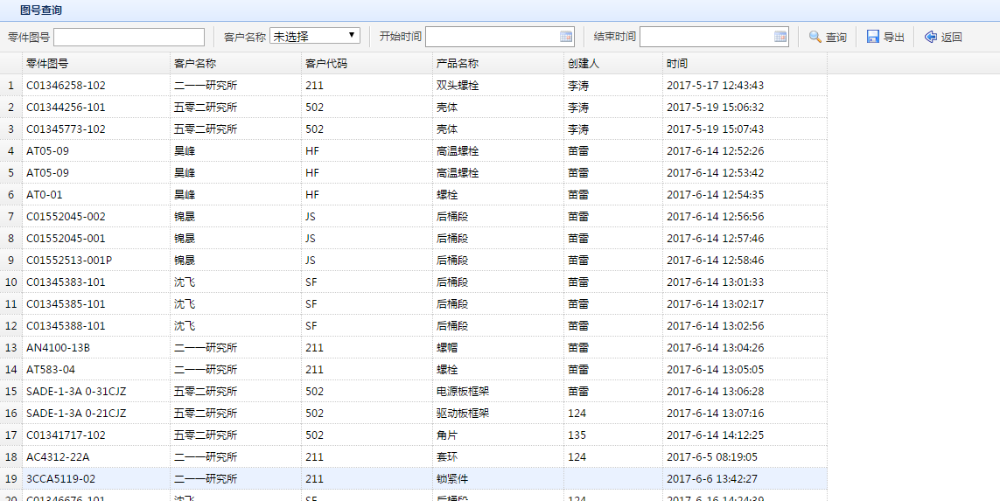 图号查询
零件图号 客户名称 未选择 开始时间 结束时间 查询 导出 返回
零件图号 客户名称 客户代码 产品名称 创建人 时间
1 C01346258-102 二一一研究所 211 双头螺栓 李涛 2017-5-17 12:43:43
2 C01344256-101 五零二研究所 502 壳体 李涛 2017-5-19 15:06:32
3 C01345773-102 五零二研究所 502 壳体 李涛 2017-5-19 15:07:43
4 AT05-09 昊峰 HF 高温螺栓 苗雷 2017-6-14 12:52:26
5 AT05-09 昊峰 HF 高温螺栓 苗雷 2017-6-14 12:53:42
6 AT0-01 昊峰 HF 螺栓 苗雷 2017-6-14 12:54:35
7 C01552045-002 锦晟 JS 后桶段 苗雷 2017-6-14 12:56:56
8 C01552045-001 锦晟 JS 后桶段 苗雷 2017-6-14 12:57:46
9 C01552513-001P 锦晟 JS 后桶段 苗雷 2017-6-14 12:58:46
10 C01345383-101 沈飞 SF 后桶段 苗雷 2017-6-14 13:01:33
11 C01345385-101 沈飞 SF 后桶段 苗雷 2017-6-14 13:02:17
12 C01345388-101 沈飞 SF 后桶段 苗雷 2017-6-14 13:02:56
13 AN4100-13B 二一一研究所 211 螺帽 苗雷 2017-6-14 13:04:26
14 AT583-04 二一一研究所 211 螺栓 苗雷 2017-6-14 13:05:05
15 SADE-1-3A 0-31CJZ 五零二研究所 502 电源板框架 苗雷 2017-6-14 13:06:28
16 SADE-1-3A 0-21CJZ 五零二研究所 502 驱动板框架 124 2017-6-14 13:07:16
17 C01341717-102 五零二研究所 502 角片 135 2017-6-14 14:12:25
18 AC4312-22A 二一一研究所 211 套环 124 2017-6-5 08:19:05
19 3CCA5119-02 二一一研究所 211 锁紧件 2017-6-6 13:42:27
20 C01346676-101 沈飞 SF 后桶段 124 2017-6-16 14:24:39